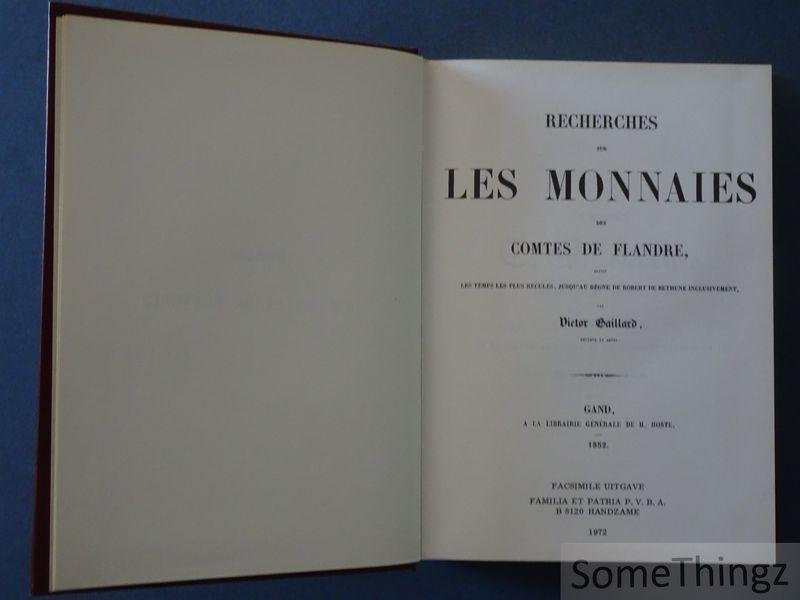 RECHERCHES
SUR
LES MONNAIES
DES
COMTES DE FLANDRE,
DEPUIS
LES TEMPS LES PLUS RECULÉS, JUSQU'AU RÈGNE DE ROBERT DE BETHUNE INCLUSIVEMENT,
PAR
Victor Gaillard,
GAND,
A LA LIBRAIRIE GÉNÉRALE DE H. HOSTE,
1852.
FACSIMILE UITGAVE
FAMILIA ET PATRIA P. V. B. A.
B 8120 HANDZAME
1972
SomeThingz